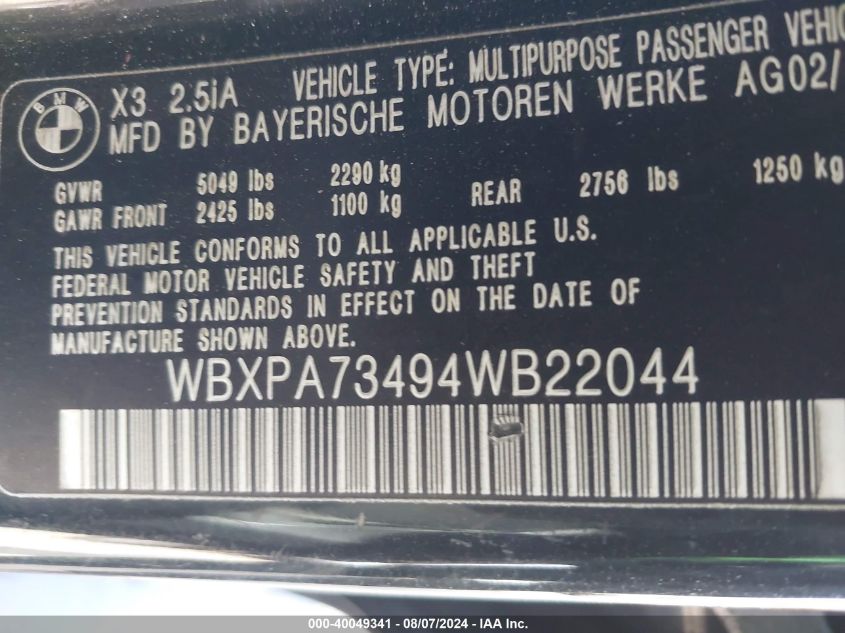 BMW
X3 2.5iA VEHICLE TYPE: MULTIPURPOSE PASSENGER
MFD BY BAYERISCHE MOTOREN WERKE AG02/
GVWR 5049 lbs 2290 kg
GAWR FRONT 2425 lbs 1100 kg REAR 2756 lbs 1250 kg
THIS VEHICLE CONFORMS TO ALL APPLICABLE U.S.
FEDERAL MOTOR VEHICLE SAFETY AND THEFT
PREVENTION STANDARDS IN EFFECT ON THE DATE OF
MANUFACTURE SHOWN ABOVE.
WBXPA73494WB22044
000-40049341 - 08/07/2024 - IAA Inc.